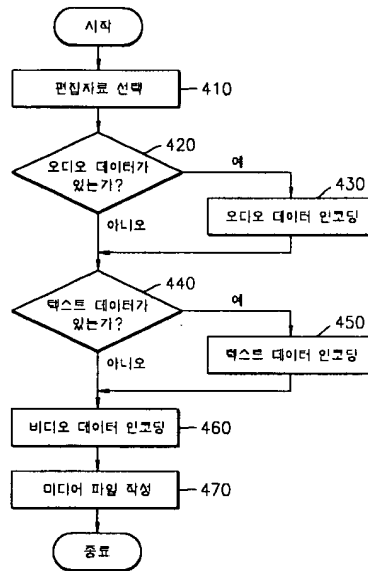 시작
편집자료 선택
410
420
오디오 데이터가
있는가?
예
430
오디오 데이터 인코딩
아니오
440
텍스트 데이터가
있는가?
예
450
텍스트 데이터 인코딩
아니오
비디오 데이터 인코딩
460
미디어 파일 작성
470
종료